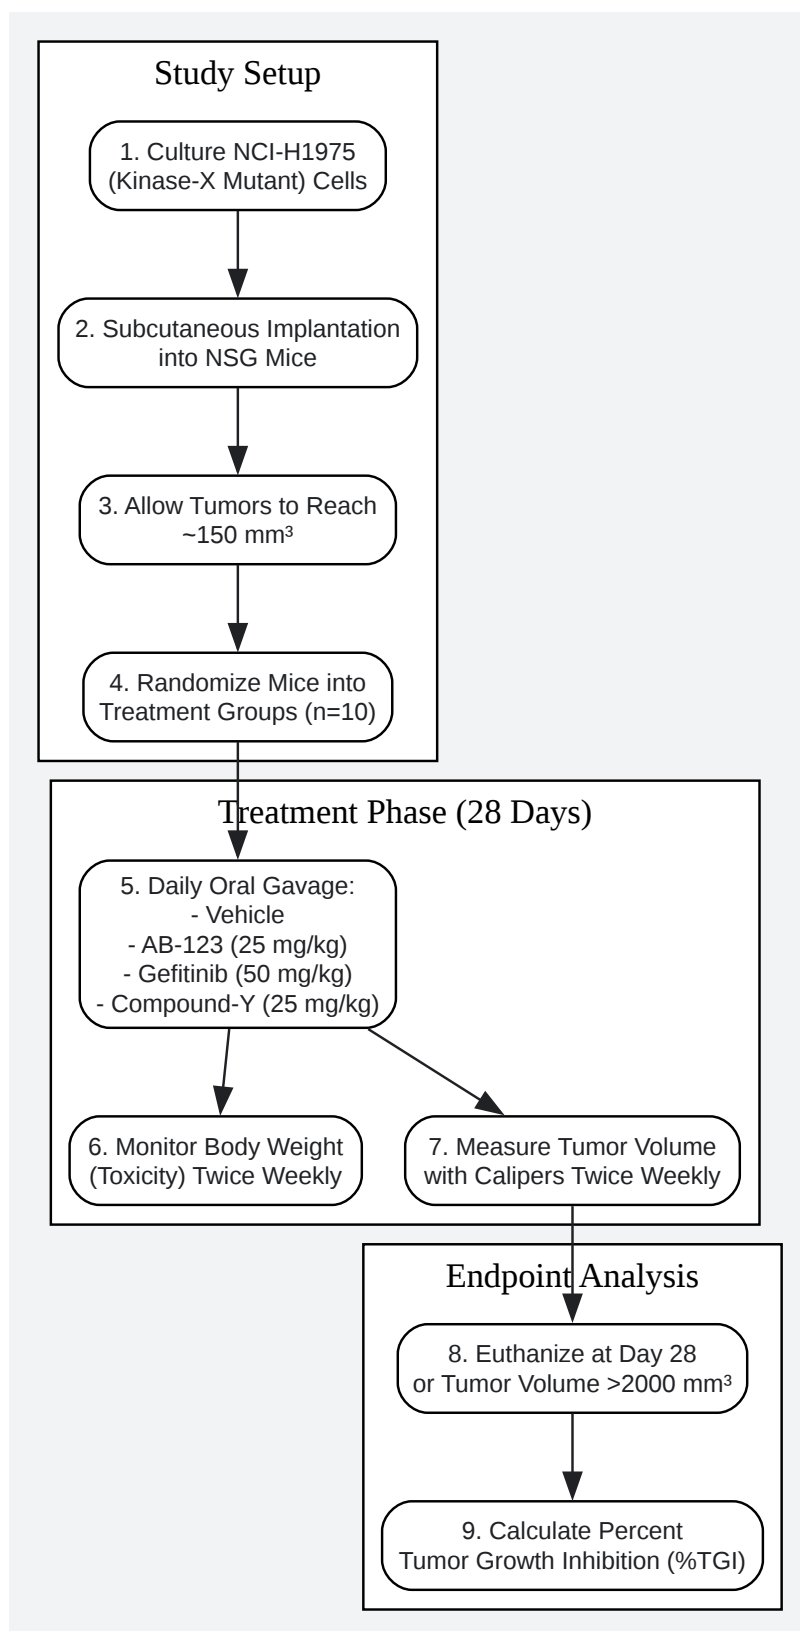 Study Setup
1. Culture NCI-H1975
(Kinase-X Mutant) Cells
2. Subcutaneous Implantation
into NSG Mice
3. Allow Tumors to Reach
~150 mm³
4. Randomize Mice into
Treatment Groups (n=10)
Treatment Phase (28 Days)
5. Daily Oral Gavage:
- Vehicle
- AB-123 (25 mg/kg)
- Gefitinib (50 mg/kg)
- Compound-Y (25 mg/kg)
6. Monitor Body Weight
(Toxicity) Twice Weekly
7. Measure Tumor Volume
with Calipers Twice Weekly
Endpoint Analysis
8. Euthanize at Day 28
or Tumor Volume >2000 mm³
9. Calculate Percent
Tumor Growth Inhibition (%TGI)